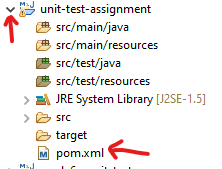 unit-test-assignment
src/main/java
src/main/resources
src/test/java
src/test/resources
JRE System Library [J2SE-1.5]
src
target
pom.xml